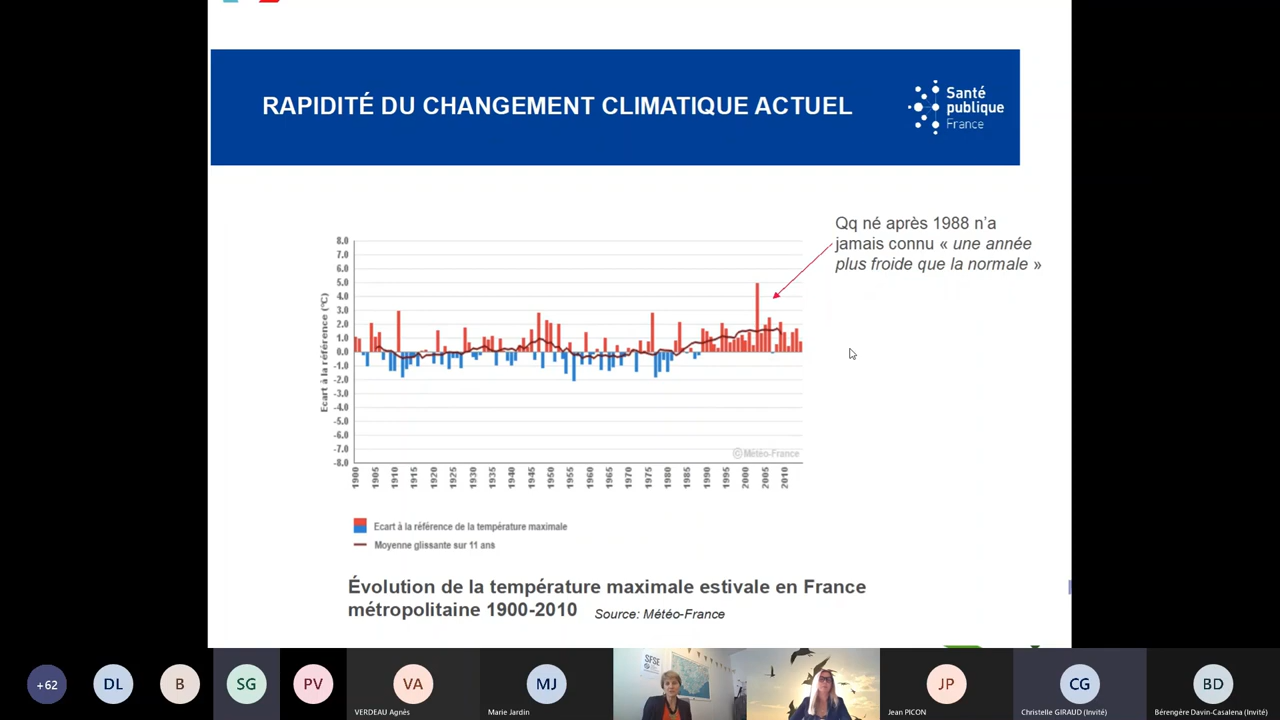 RAPIDITÉ DU CHANGEMENT CLIMATIQUE ACTUEL
Santé
publique
France
Qq né après 1988 n'a
jamais connu « une année
plus froide que la normale »
8.0
7.0
6.0
5.0
4.0
3.0
2.0
1.0
0.0
-1.0
-2.0
-3.0
-4.0
-5.0
-6.0
-7.0
-8.0
Ecart à la référence (°C)
©Météo-France
1900 1905 1910 1915 1920 1925 1930 1935 1940 1945 1950 1955 1960 1965 1970 1975 1980 1985 1990 1995 2000 2005 2010
Ecart à la référence de la température maximale
Moyenne glissante sur 11 ans
Évolution de la température maximale estivale en France
métropolitaine 1900-2010 Source: Météo-France
+62
DL
B
SG
PV
VA
VERDEAU Agnès
MJ
Marie Jardin
SFSE
JP
Jean PICON
CG
Christelle GIRAUD (Invité)
BD
Bérengère Davin-Casalena (Invité)